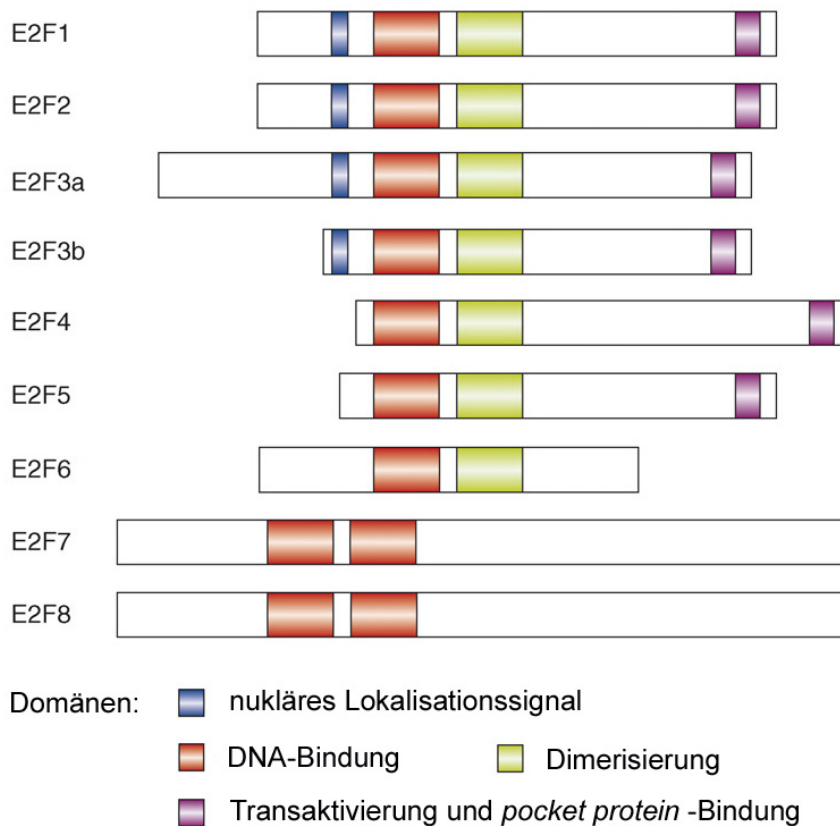 E2F1
E2F2
E2F3a
E2F3b
E2F4
E2F5
E2F6
E2F7
E2F8
Domänen: nukläres Lokalisationssignal
DNA-Bindung Dimerisierung
Transaktivierung und pocket protein -Bindung